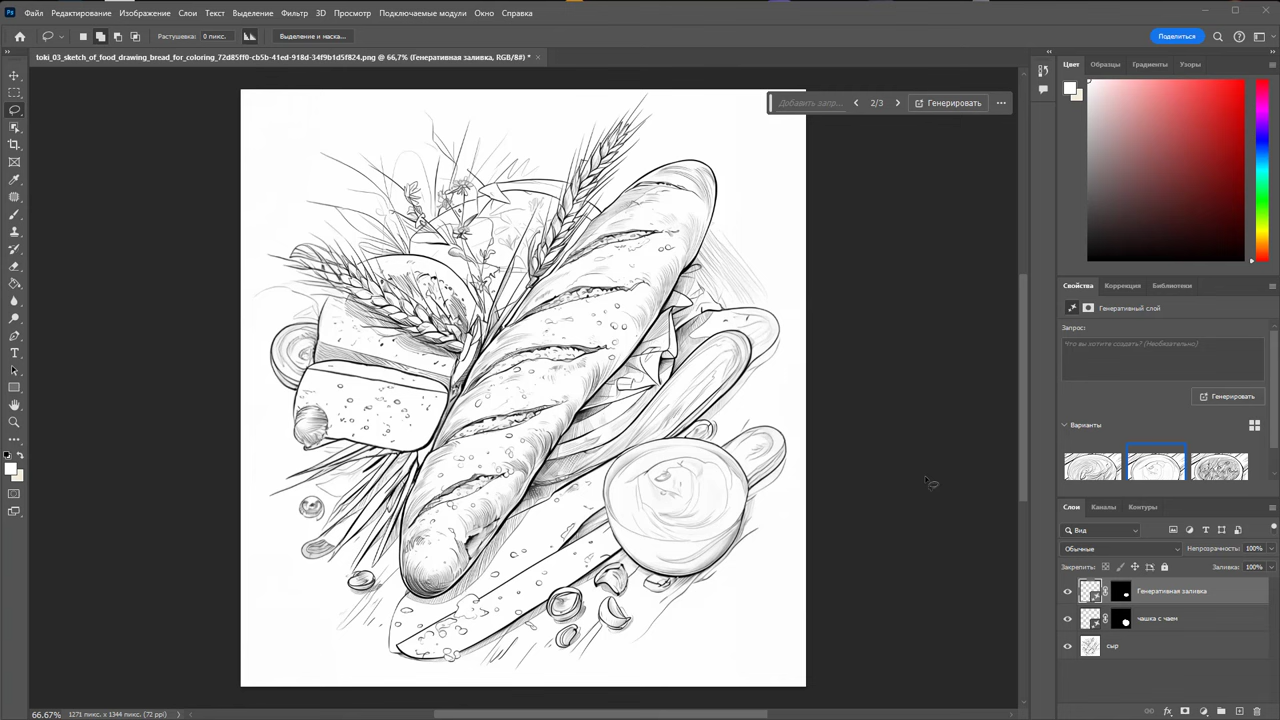 Файл Редактирование Изображение Слои Текст Выделение Фильтр 3D Просмотр Подключаемые модули Окно Справка
Растушевка: 0 пикс. Выделение и маска... Поделиться
toki_03_sketch_of_food_drawing_bread_for_coloring_72d85ff0-cb5b-41ed-918d-34f9b1d5f824.png @ 66,7% (Генеративная заливка, RGB/8#) *
Цвет Образцы Градиенты Узоры
Добавить запр... 2/3 Генерировать
Свойства Коррекция Библиотеки
Генеративный слой
Запрос:
Что вы хотите создать? (Необязательно)
Генерировать
Варианты
Слои Каналы Контуры
Вид
Обычные Непрозрачность: 100%
Закрепить: Заливка: 100%
Генеративная заливка
чашка с чаем
сыр
66.67% 1271 пикс. x 1344 пикс. (72 ppi)